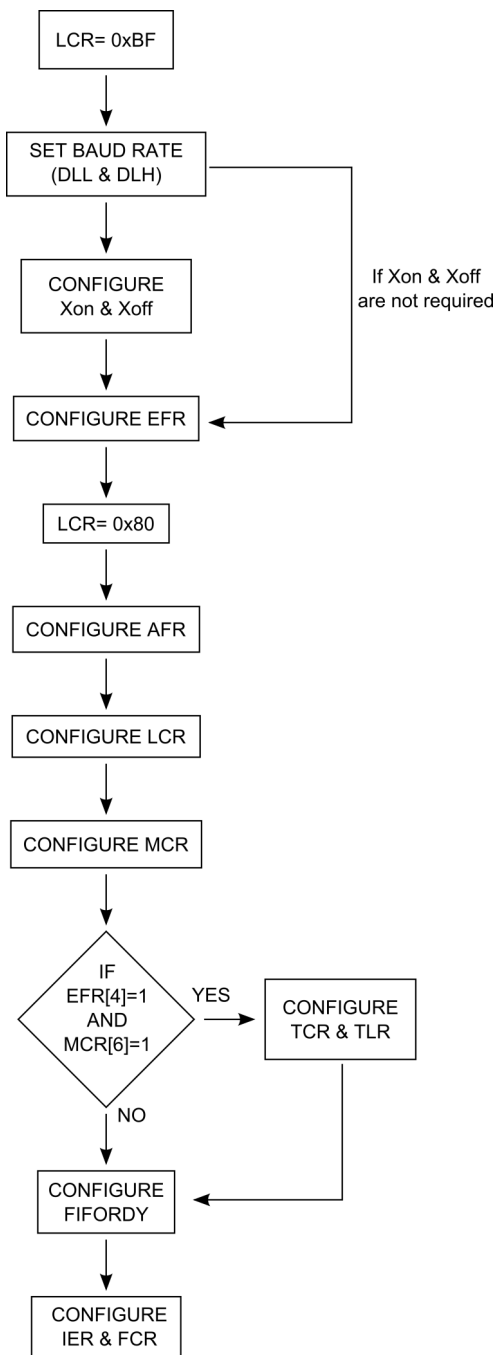 LCR= 0xBF
SET BAUD RATE
(DLL & DLH)
If Xon & Xoff
are not required
CONFIGURE
Xon & Xoff
CONFIGURE EFR
LCR= 0x80
CONFIGURE AFR
CONFIGURE LCR
CONFIGURE MCR
IF
EFR[4]=1
AND
MCR[6]=1
YES
CONFIGURE
TCR & TLR
NO
CONFIGURE
FIFORDY
CONFIGURE
IER & FCR